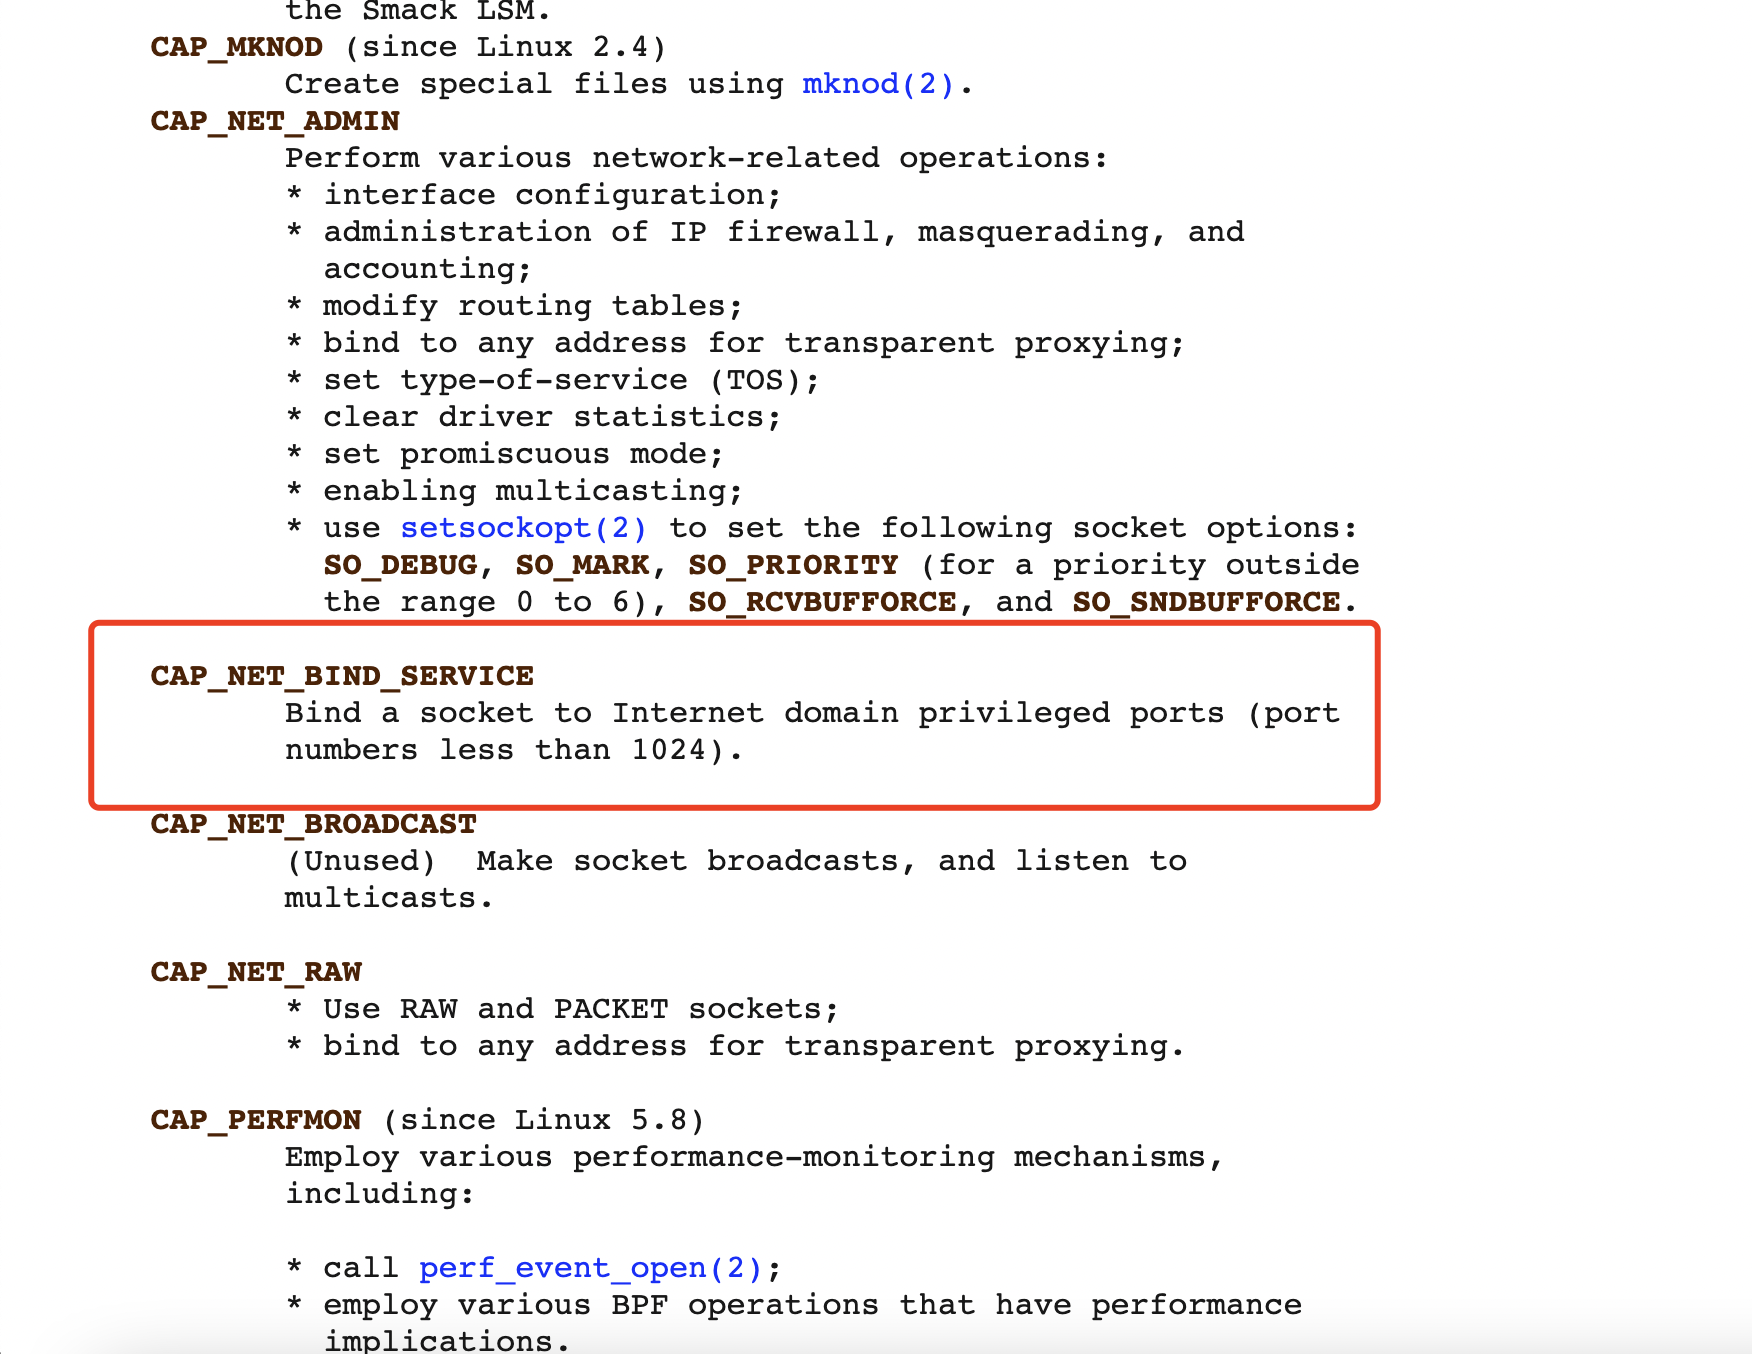 the Smack LSM.
CAP_MKNOD (since Linux 2.4)
Create special files using mknod(2).
CAP_NET_ADMIN
Perform various network-related operations:
* interface configuration;
* administration of IP firewall, masquerading, and
accounting;
* modify routing tables;
* bind to any address for transparent proxying;
* set type-of-service (TOS);
* clear driver statistics;
* set promiscuous mode;
* enabling multicasting;
* use setsockopt(2) to set the following socket options:
SO_DEBUG, SO_MARK, SO_PRIORITY (for a priority outside
the range 0 to 6), SO_RCVBUFFORCE, and SO_SNDBUFFORCE.
CAP_NET_BIND_SERVICE
Bind a socket to Internet domain privileged ports (port
numbers less than 1024).
CAP_NET_BROADCAST
(Unused)  Make socket broadcasts, and listen to
multicasts.
CAP_NET_RAW
* Use RAW and PACKET sockets;
* bind to any address for transparent proxying.
CAP_PERFMON (since Linux 5.8)
Employ various performance-monitoring mechanisms,
including:
* call perf_event_open(2);
* employ various BPF operations that have performance
implications.